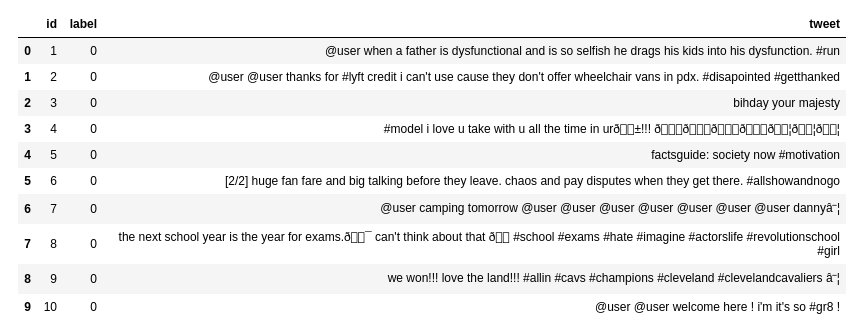 id label tweet
0 1 0 @user when a father is dysfunctional and is so selfish he drags his kids into his dysfunction. #run
1 2 0 @user @user thanks for #lyft credit i can't use cause they don't offer wheelchair vans in pdx. #disapointed #getthanked
2 3 0 bihday your majesty
3 4 0 #model i love u take with u all the time in urð▯▯±!!! ð▯▯▯ð▯▯▯ð▯▯▯ð▯▯▯ð▯▯¦ð▯▯¦ð▯▯¦
4 5 0 factsguide: society now #motivation
5 6 0 [2/2] huge fan fare and big talking before they leave. chaos and pay disputes when they get there. #allshowandnogo
6 7 0 @user camping tomorrow @user @user @user @user @user @user @user dannyâ¦
7 8 0 the next school year is the year for exams.ð▯▯¯ can't think about that ð▯▯ #school #exams #hate #imagine #actorslife #revolutionschool
#girl
8 9 0 we won!!! love the land!!! #allin #cavs #champions #cleveland #clevelandcavaliers â¦
9 10 0 @user @user welcome here ! i'm it's so #gr8 !